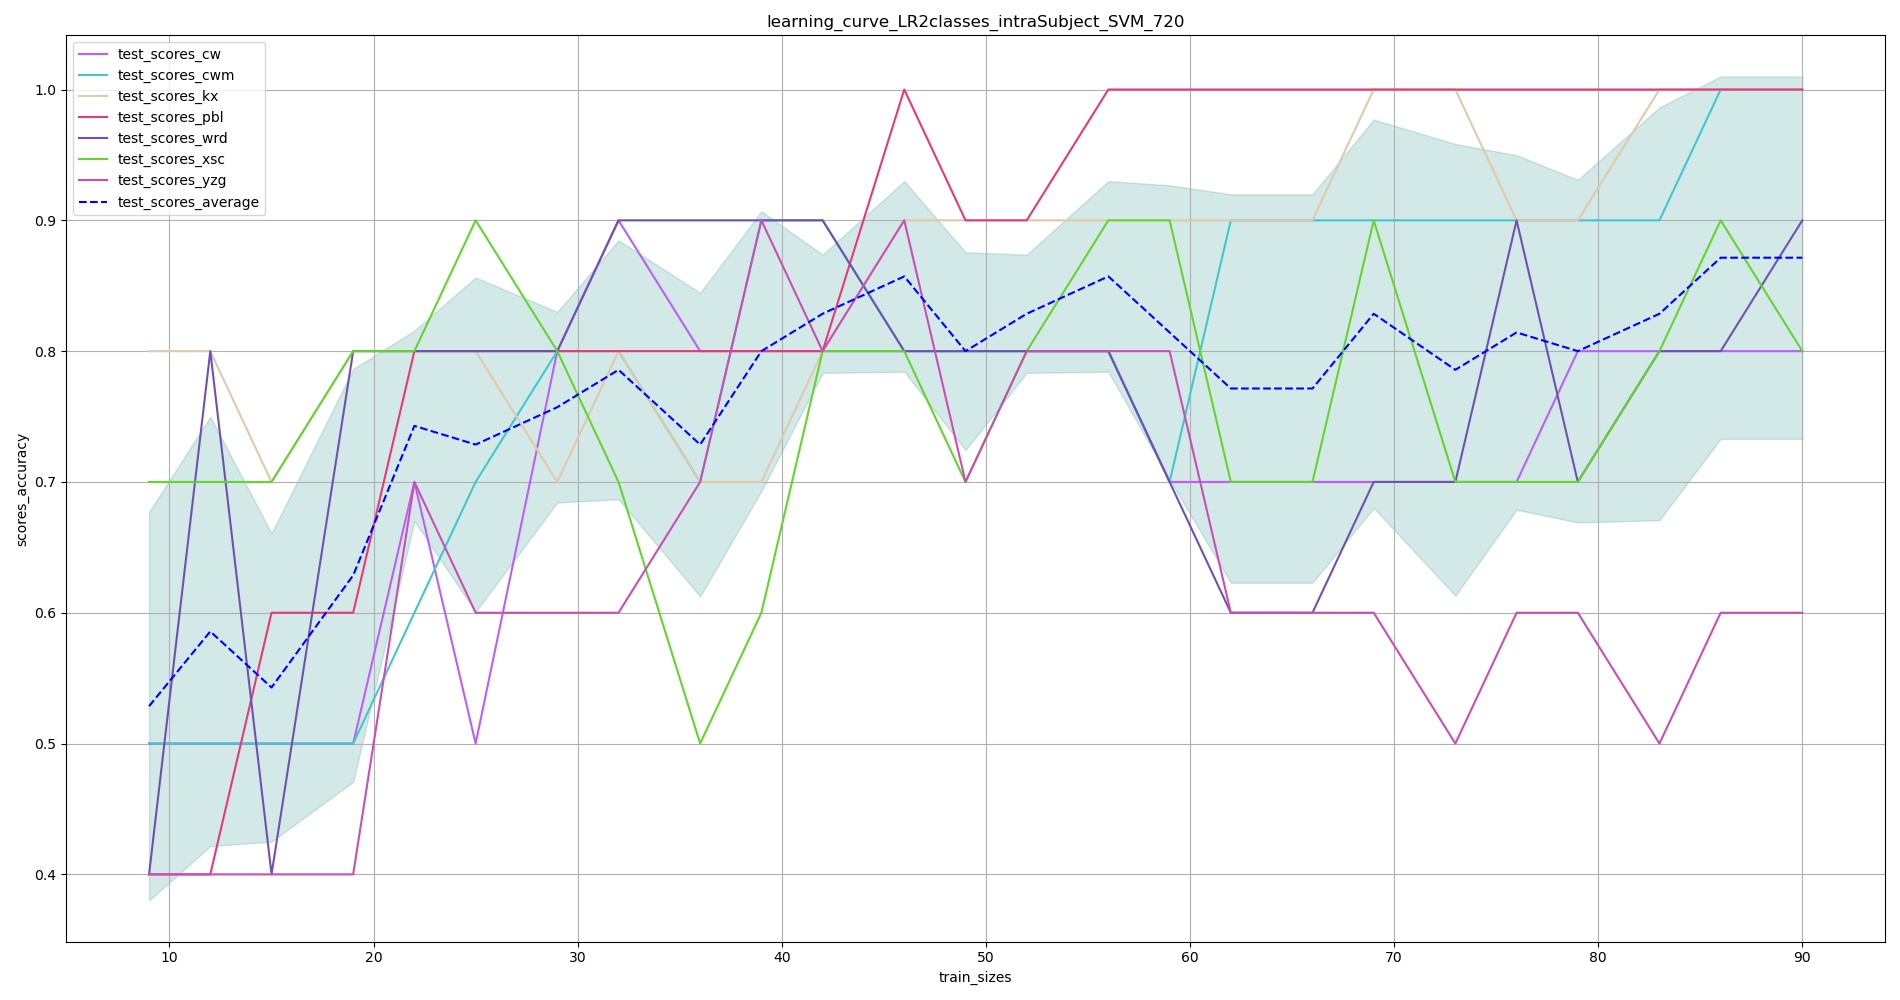 learning_curve_LR2classes_intraSubject_SVM_720
test_scores_cw
test_scores_cwm
test_scores_kx
test_scores_pbl
test_scores_wrd
test_scores_xsc
test_scores_yzg
test_scores_average
scores_accuracy
1.0
0.9
0.8
0.7
0.6
0.5
0.4
10 20 30 40 50 60 70 80 90
train_sizes